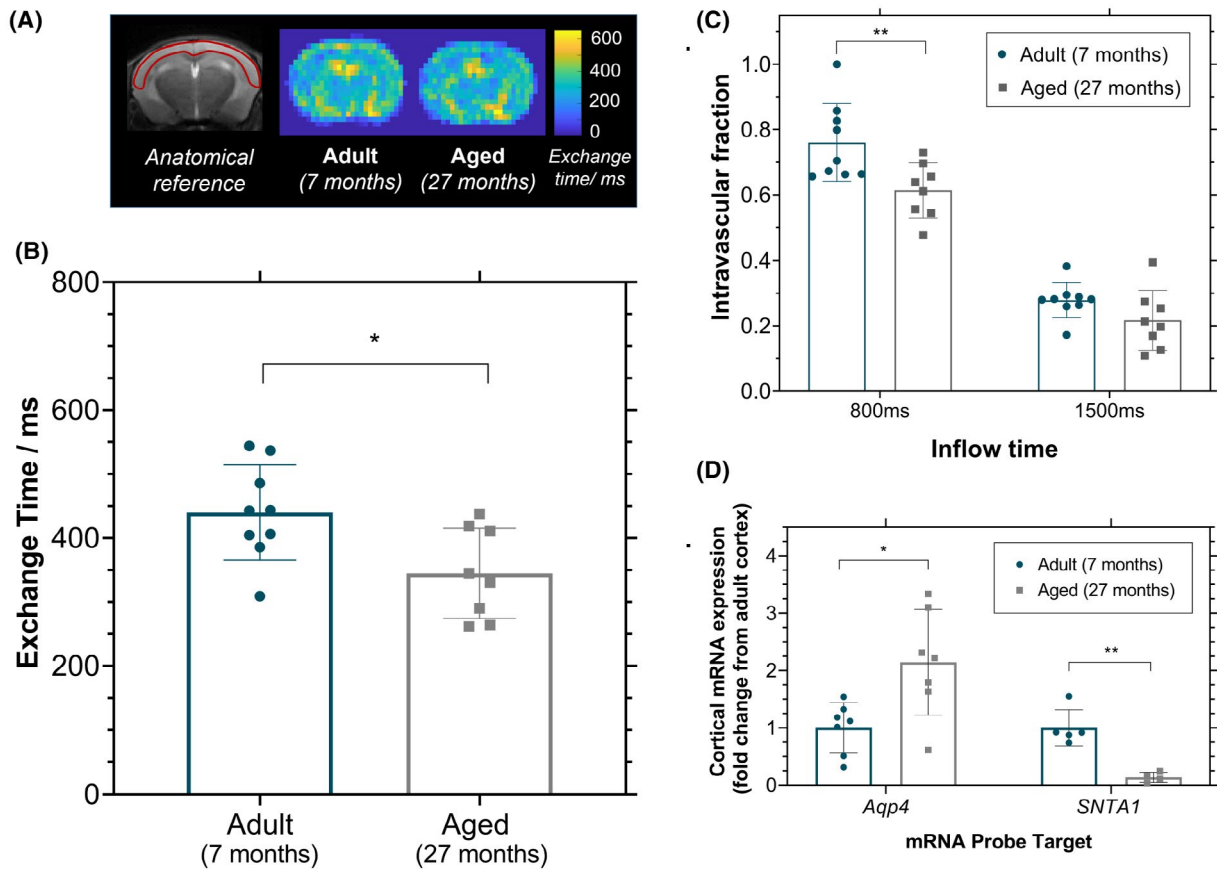 (A)
600
400
200
0
Anatomical
reference
Adult
(7 months)
Aged
(27 months)
Exchange
time/ ms
(B)
Exchange Time / ms
800
600
400
200
0
*
Adult
(7 months)
Aged
(27 months)
(C)
Intravascular fraction
1.0
0.8
0.6
0.4
0.2
0.0
**
Adult (7 months)
Aged (27 months)
800ms
1500ms
Inflow time
(D)
Cortical mRNA expression
(fold change from adult cortex)
4
3
2
1
0
*
**
Adult (7 months)
Aged (27 months)
Aqp4
SNTA1
mRNA Probe Target